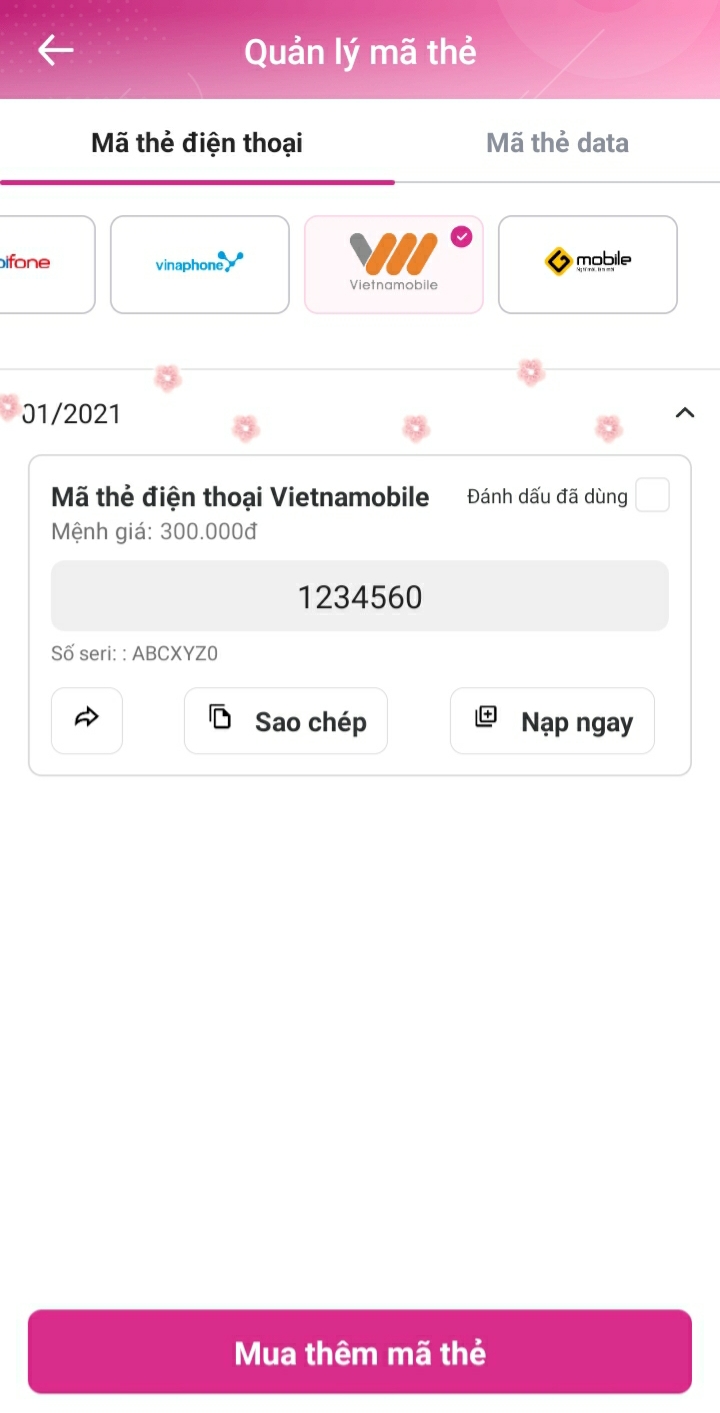 Quản lý mã thẻ
Mã thẻ điện thoại
Mã thẻ data
ifone
vinaphone
Vietnamobile
mobile
01/2021
Mã thẻ điện thoại Vietnamobile
Đánh dấu đã dùng
Mệnh giá: 300.000đ
1234560
Số seri: : ABCXYZ0
Sao chép
Nạp ngay
Mua thêm mã thẻ